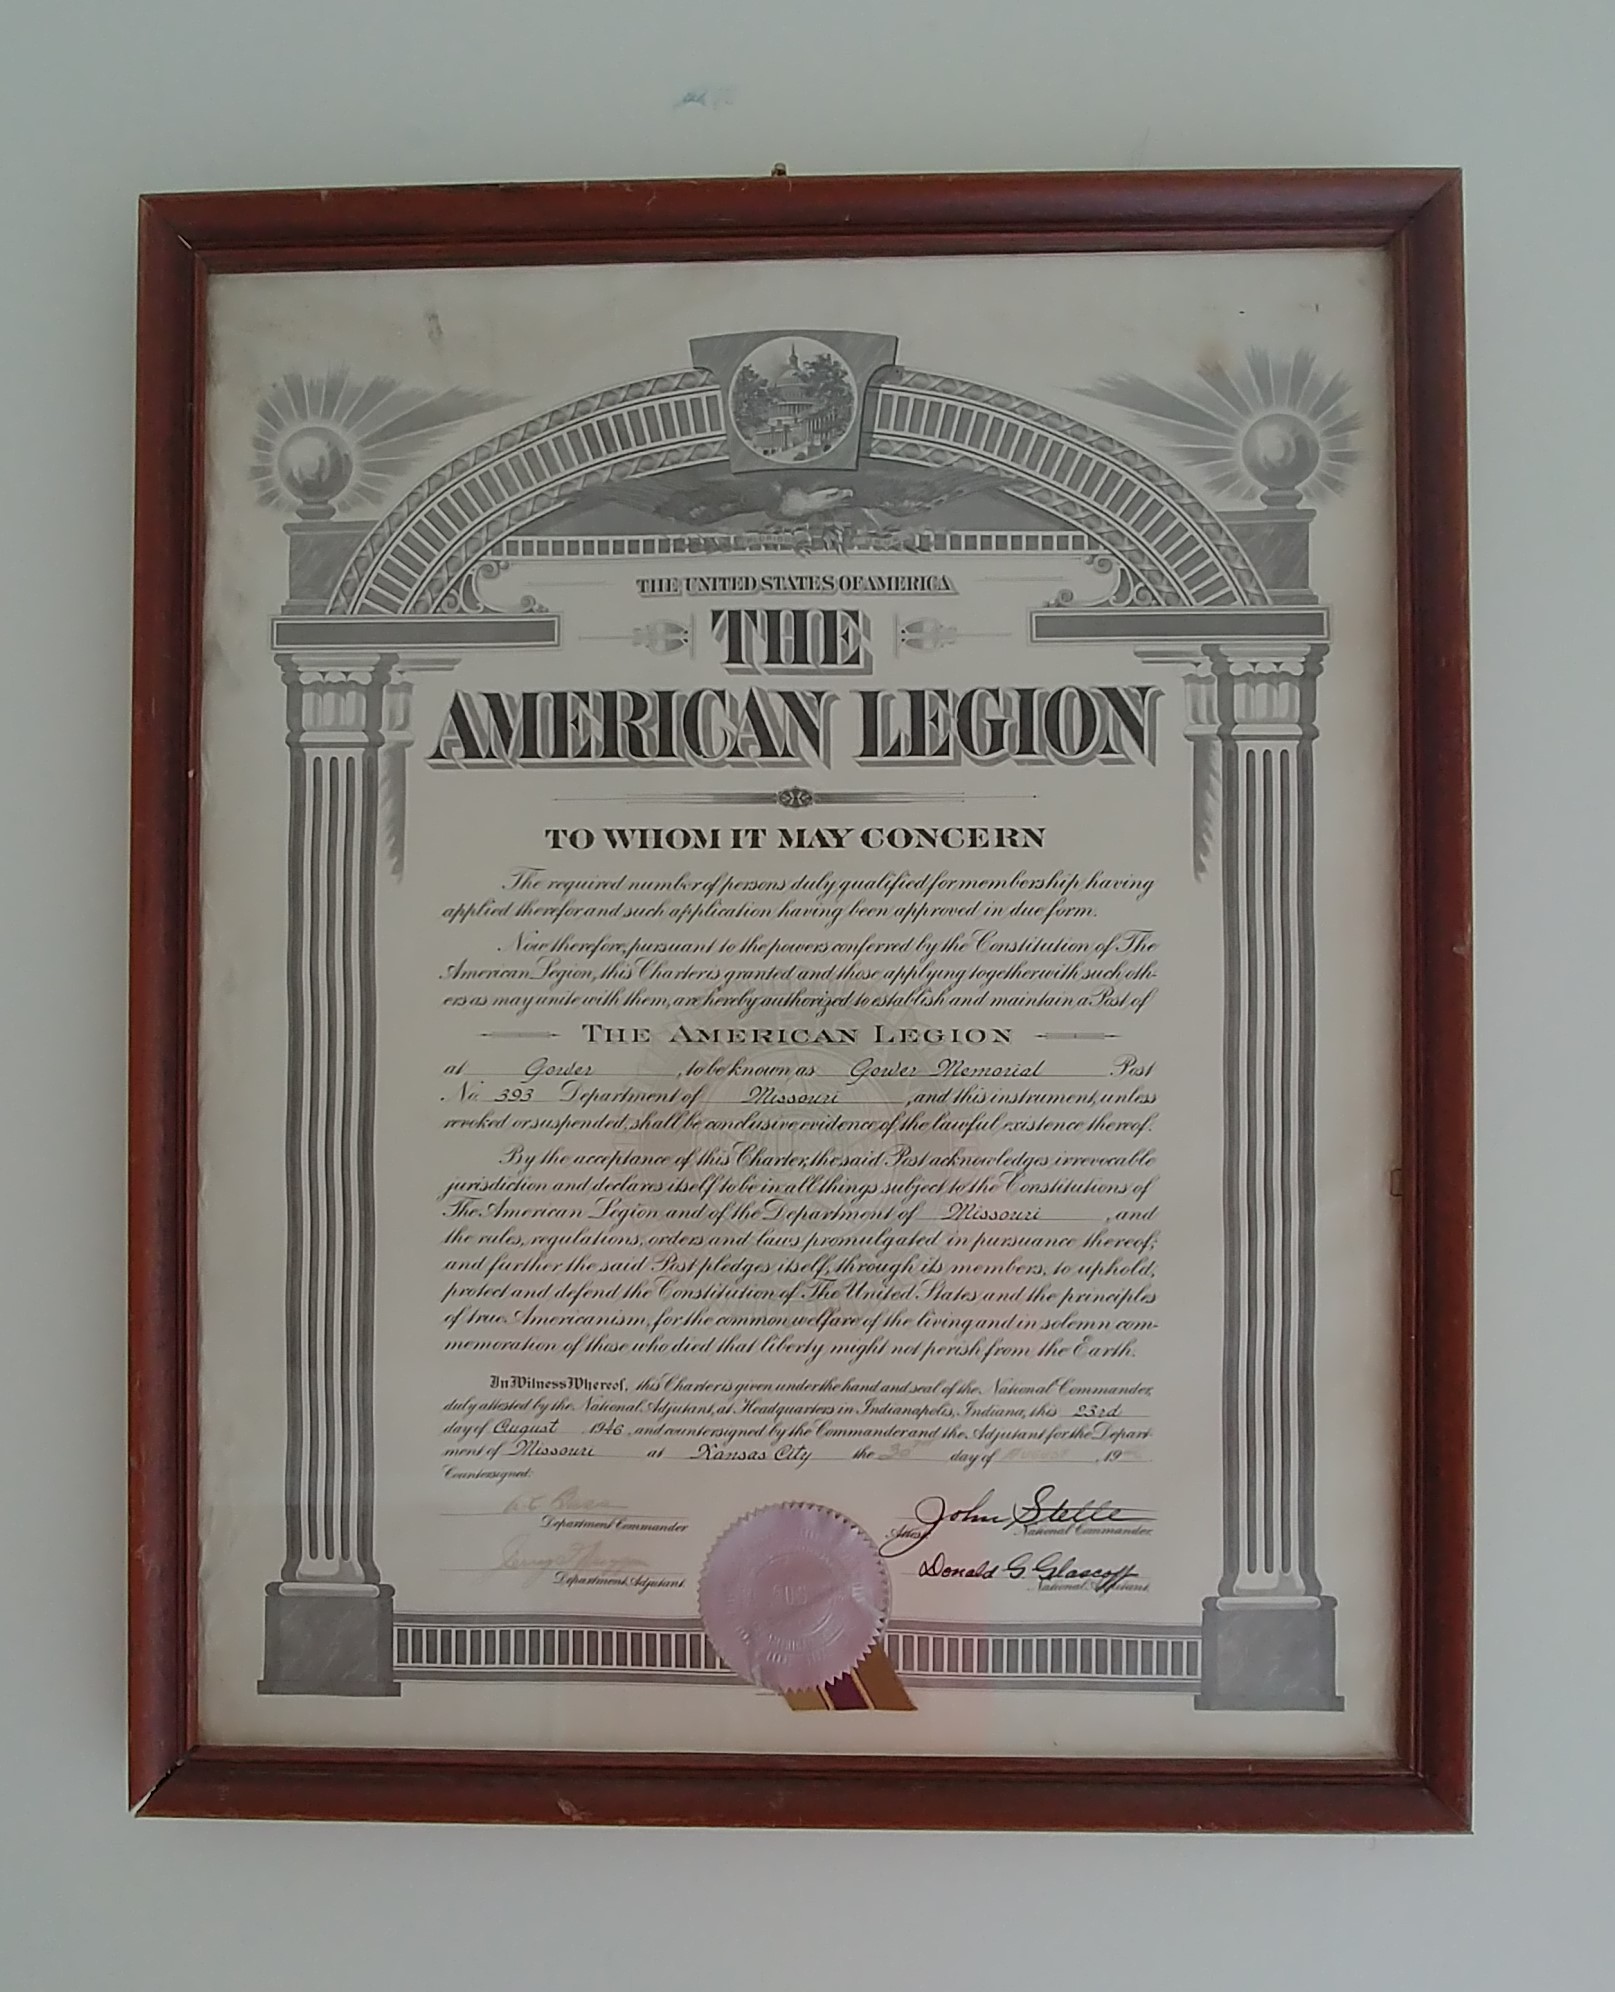 THE UNITED STATES OF AMERICA
THE
AMERICAN LEGION
TO WHOM IT MAY CONCERN
The required number of persons duly qualified for membership having
applied therefor and such application having been approved in due form.
Now therefore, pursuant to the powers conferred by the Constitution of The
American Legion, this Charter is granted and those applying together with such oth-
ers as may unite with them, are hereby authorized to establish and maintain a Post of
THE AMERICAN LEGION
at Gower, to be known as Gower Memorial Post
No. 393 Department of Missouri, and this instrument, unless
revoked or suspended, shall be conclusive evidence of the lawful existence thereof.
By the acceptance of this Charter, the said Post acknowledges irrevocable
jurisdiction and declares itself to be in all things subject to the Constitutions of
The American Legion and of the Department of Missouri, and
the rules, regulations, orders and laws promulgated in pursuance thereof;
and further the said Post pledges itself, through its members, to uphold,
protect and defend the Constitution of The United States and the principles
of true Americanism, for the common welfare of the living and in solemn com-
memoration of those who died that liberty might not perish from the Earth.
In Witness Whereof, this Charter is given under the hand and seal of the National Commander,
duly attested by the National Adjutant, at Headquarters in Indianapolis, Indiana, this 23rd
day of August 1946, and countersigned by the Commander and the Adjutant for the Depart-
ment of Missouri at Kansas City the 30 day of August, 19
Countersigned:
John Stelle
Department Commander
Attest National Commander.
Donald G. Glascoff
Department Adjutant.
National Adjutant.